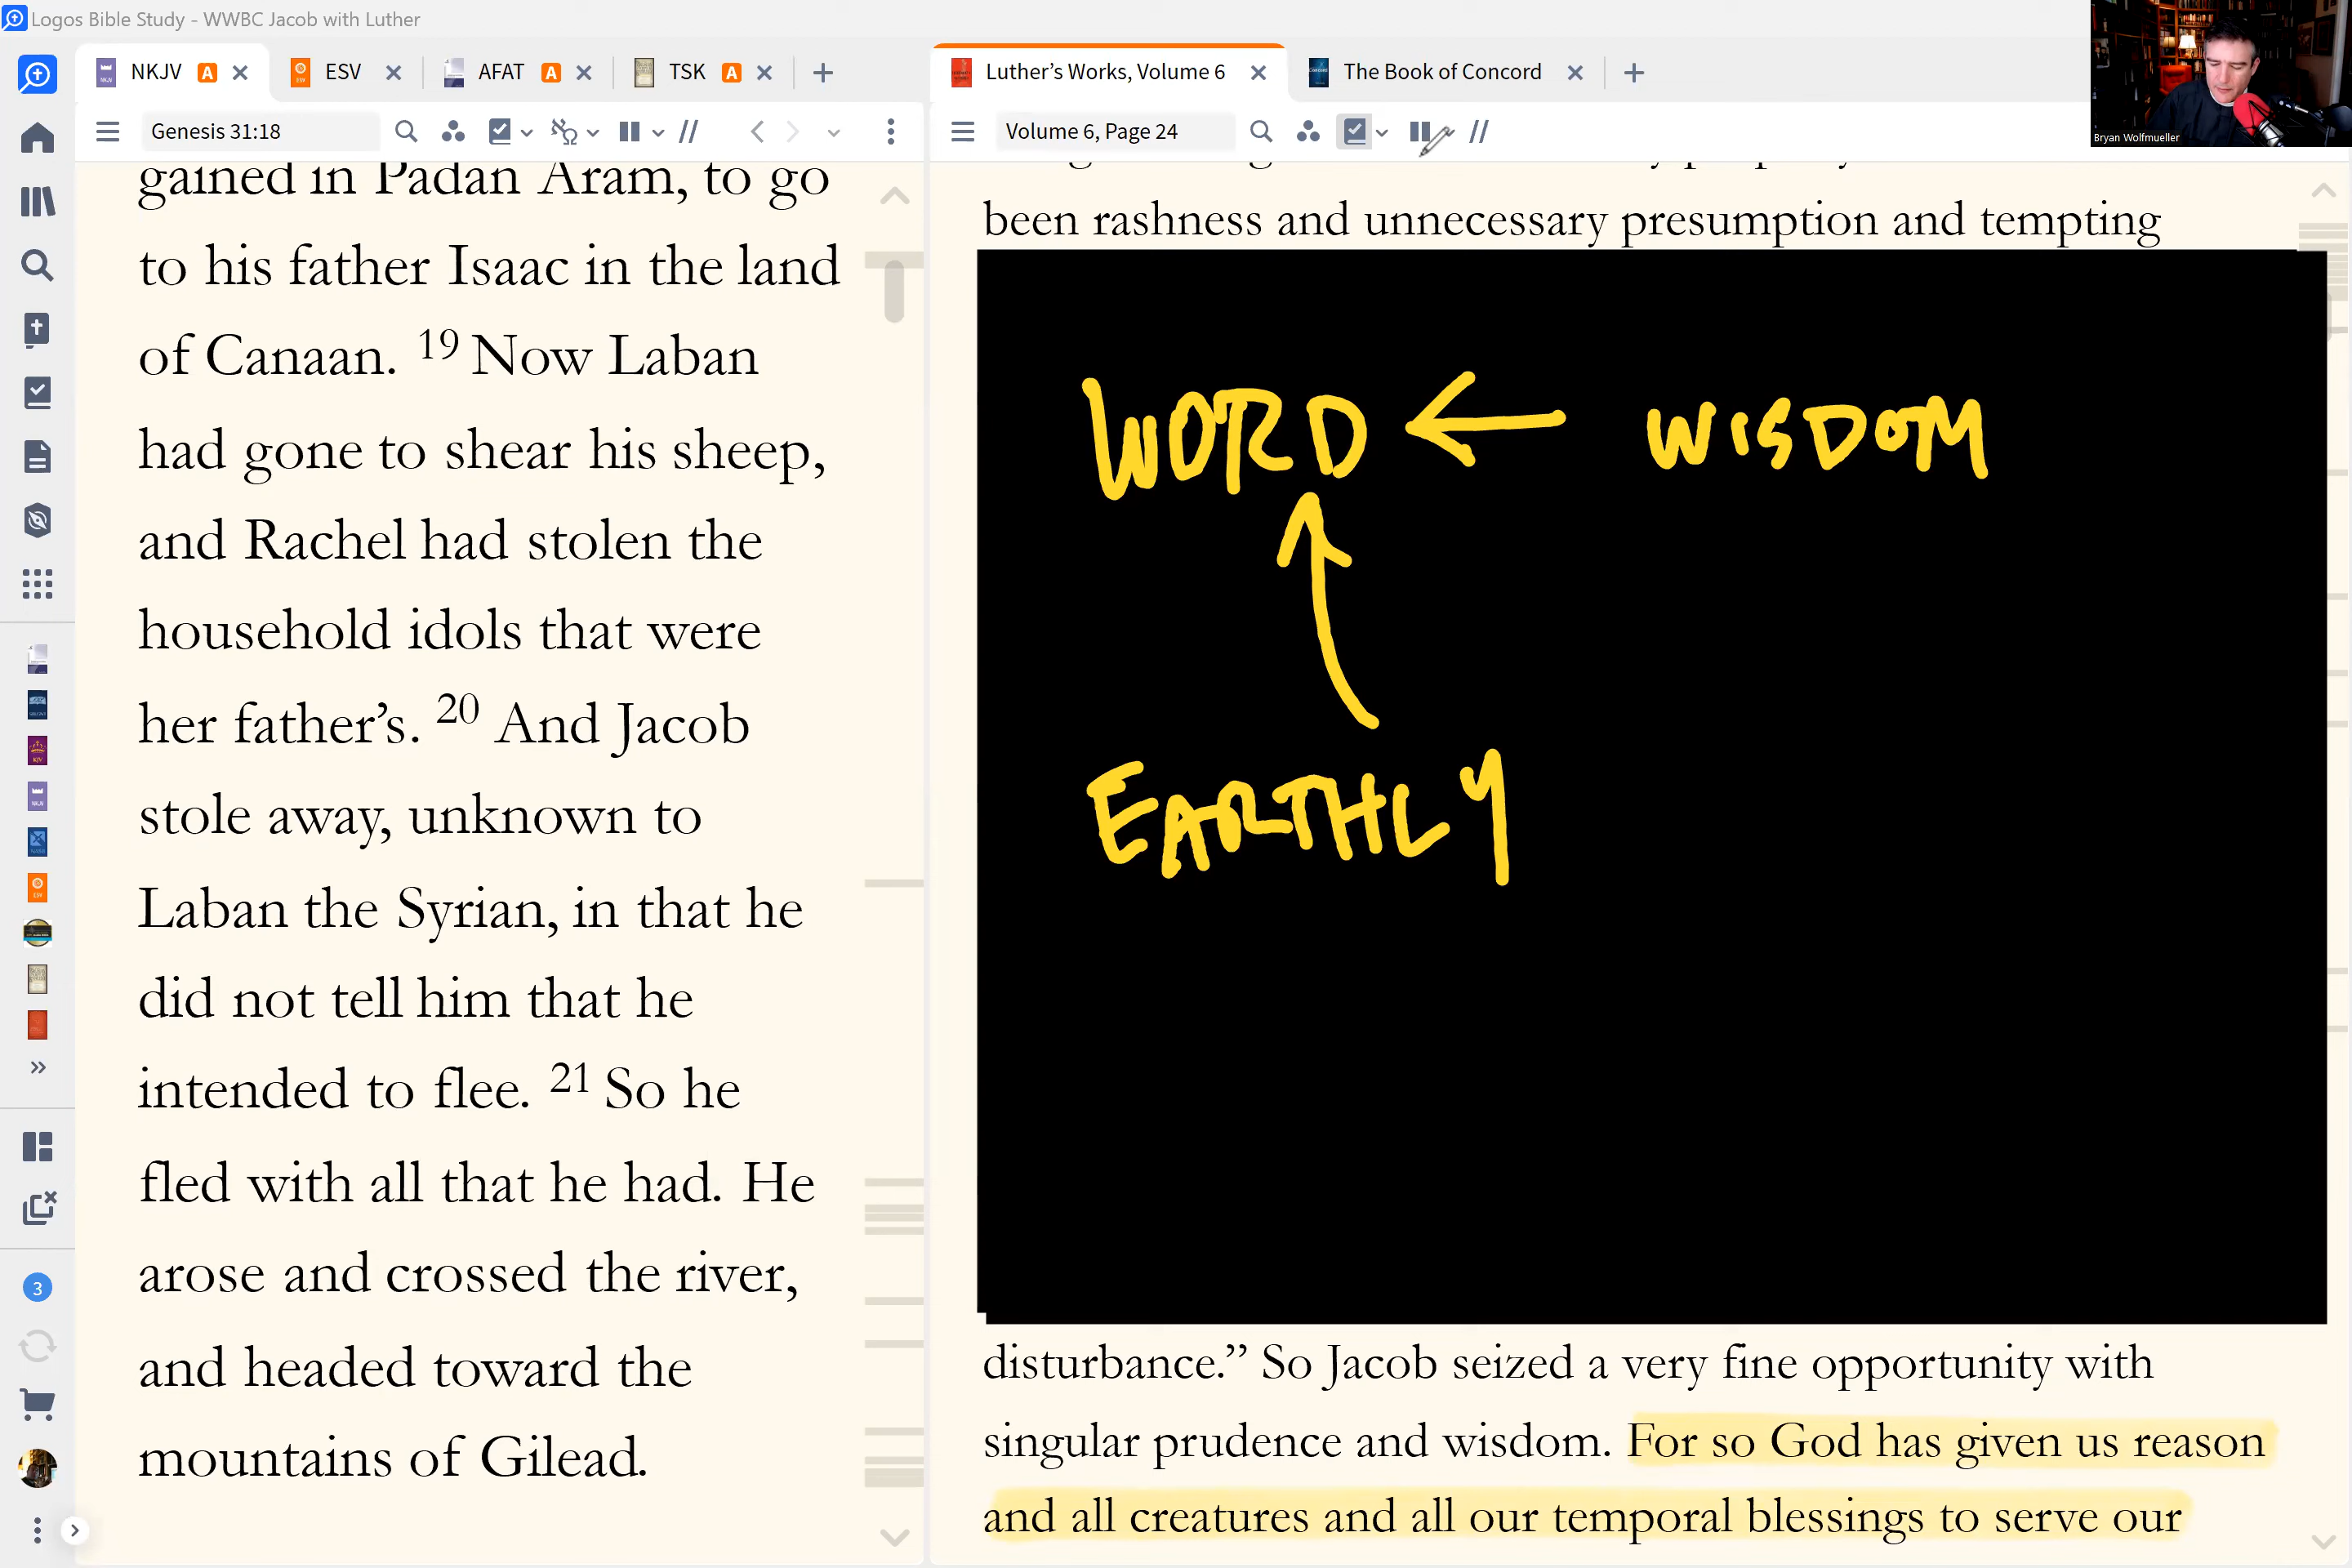 Logos Bible Study - WWBC Jacob with Luther
NKJV A ESV AFAT A TSK A
Genesis 31:18
gained in Padan Aram, to go
to his father Isaac in the land
of Canaan. 19 Now Laban
had gone to shear his sheep,
and Rachel had stolen the
household idols that were
her father’s. 20 And Jacob
stole away, unknown to
Laban the Syrian, in that he
did not tell him that he
intended to flee. 21 So he
fled with all that he had. He
arose and crossed the river,
and headed toward the
mountains of Gilead.
3
Luther’s Works, Volume 6 The Book of Concord
Volume 6, Page 24
been rashness and unnecessary presumption and tempting
WORD ← WISDOM
EARTHLY
disturbance.” So Jacob seized a very fine opportunity with
singular prudence and wisdom. For so God has given us reason
and all creatures and all our temporal blessings to serve our
Bryan Wolfmueller